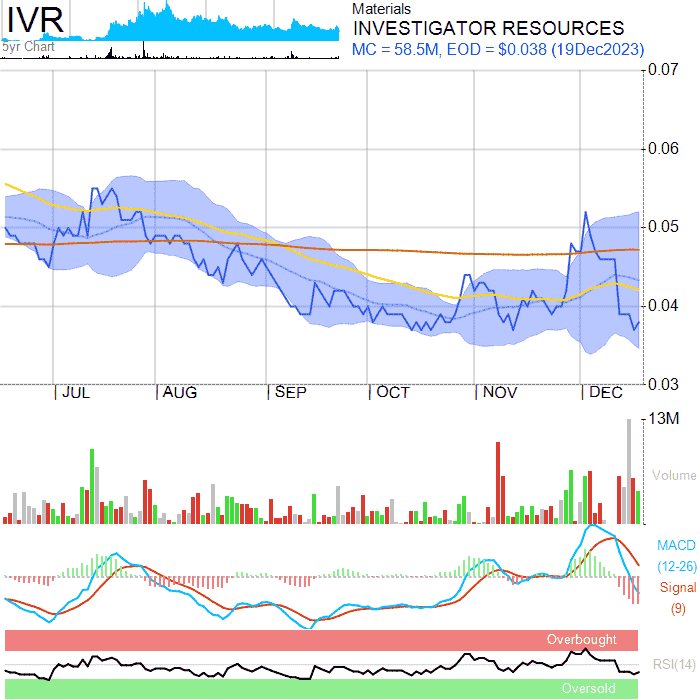 IVR
5yr Chart
Materials
INVESTIGATOR RESOURCES
MC = 58.5M, EOD = $0.038 (19Dec2023)
0.07
0.06
0.05
0.04
0.03
JUL AUG SEP OCT NOV DEC
13M
Volume
MACD
(12-26)
Signal
(9)
Overbought
RSI(14)
Oversold